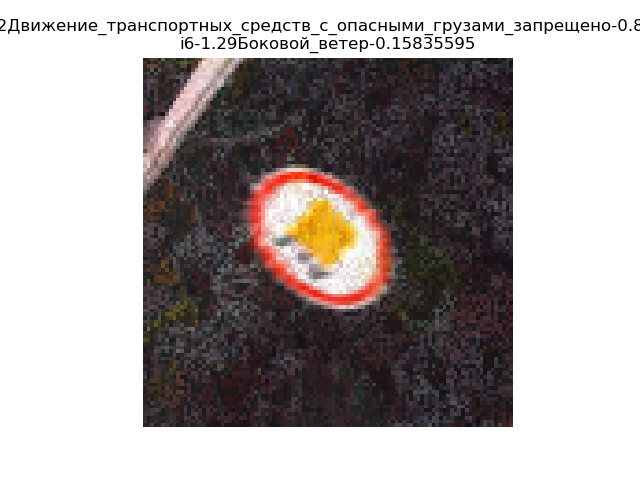 2Движение_транспортных_средств_с_опасными_грузами_запрещено-0.8
i6-1.29Боковой_ветер-0.15835595